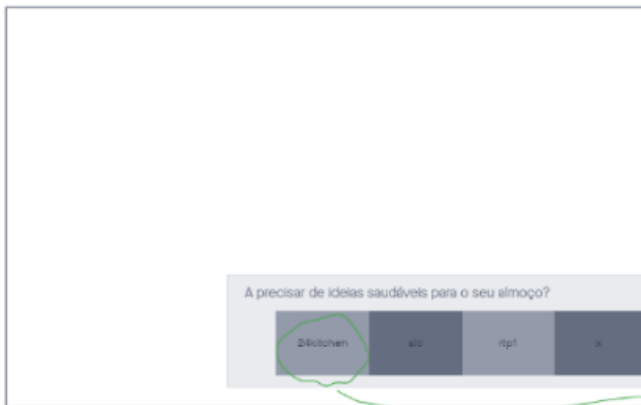 A precisar de ideias saudáveis para o seu almoço?
24kitchen sic rtp1 x